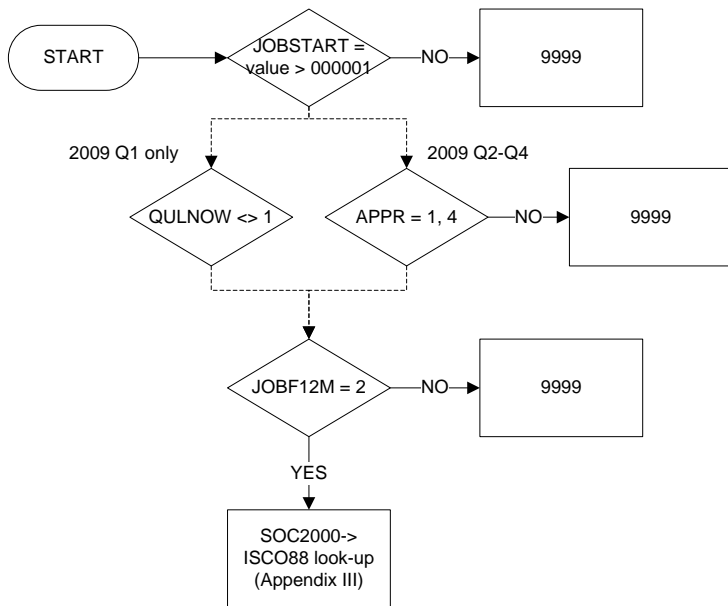 START
JOBSTART =
value > 000001
NO
9999
2009 Q1 only
2009 Q2-Q4
QULNOW <> 1
APPR = 1, 4
NO
9999
JOBF12M = 2
NO
9999
YES
SOC2000->
ISCO88 look-up
(Appendix III)